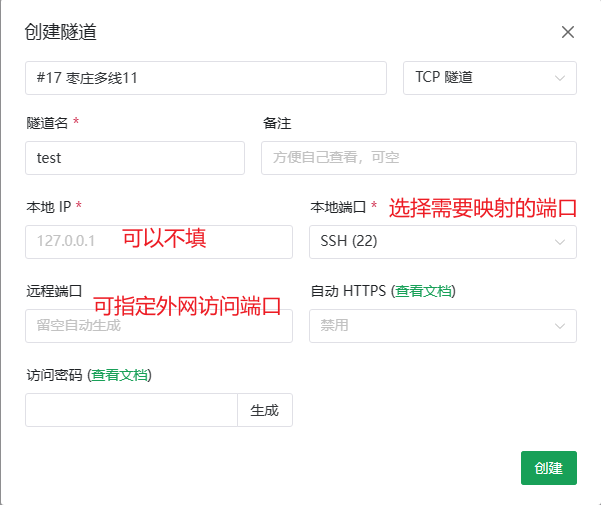 创建隧道
#17 枣庄多线11
TCP 隧道
隧道名 *
备注
test
方便自己查看，可空
本地 IP *
本地端口 *
选择需要映射的端口
127.0.0.1
可以不填
SSH (22)
远程端口
可指定外网访问端口
自动 HTTPS (查看文档)
留空自动生成
禁用
访问密码 (查看文档)
生成
创建